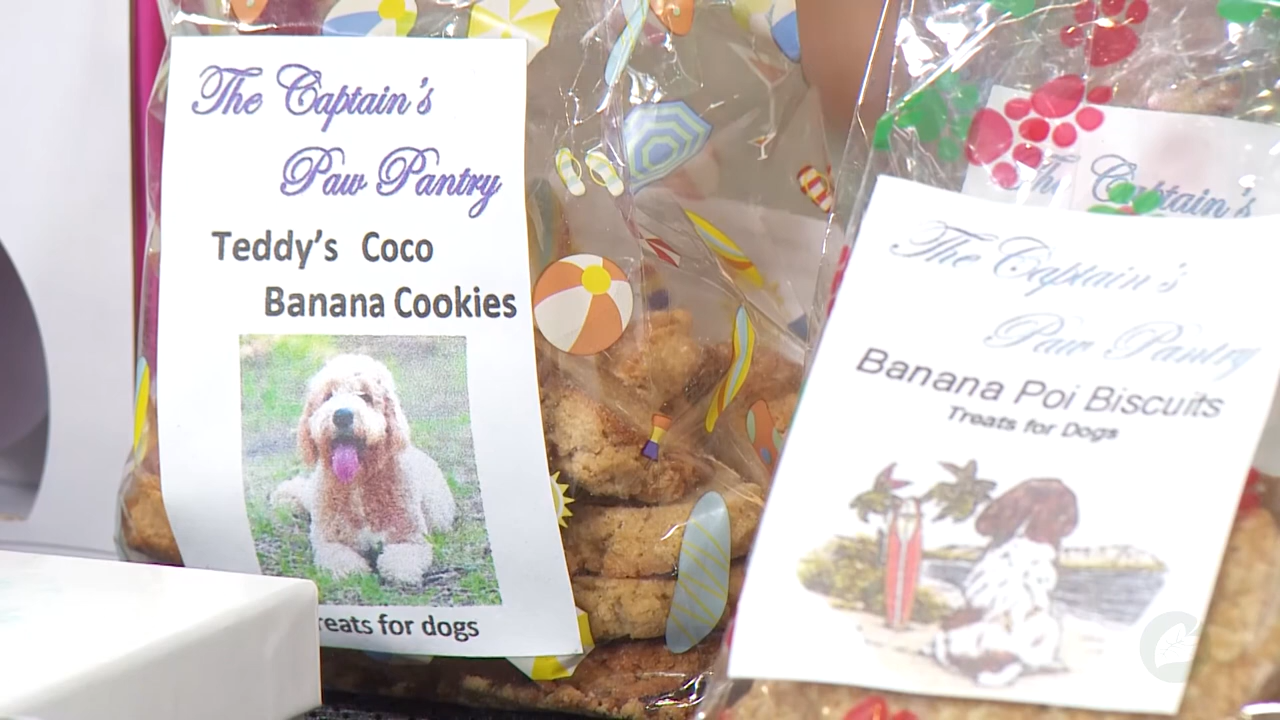 The Captain's
Paw Pantry
Teddy's Coco
Banana Cookies
reats for dogs
The Captain's
The Captain's
Paw Pantry
Banana Poi Biscuits
Treats for Dogs